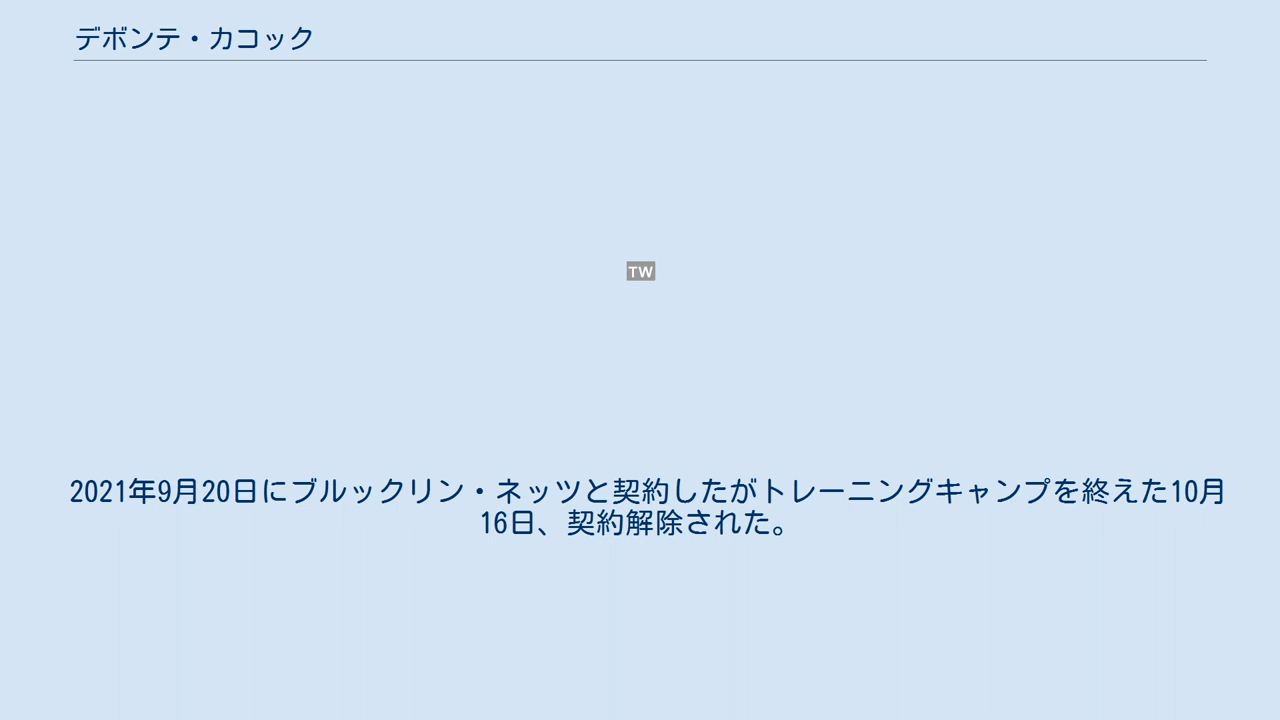 デボンテ・カコック
TW
2021年9月20日にブルックリン・ネッツと契約したがトレーニングキャンプを終えた10月
16日、契約解除された。